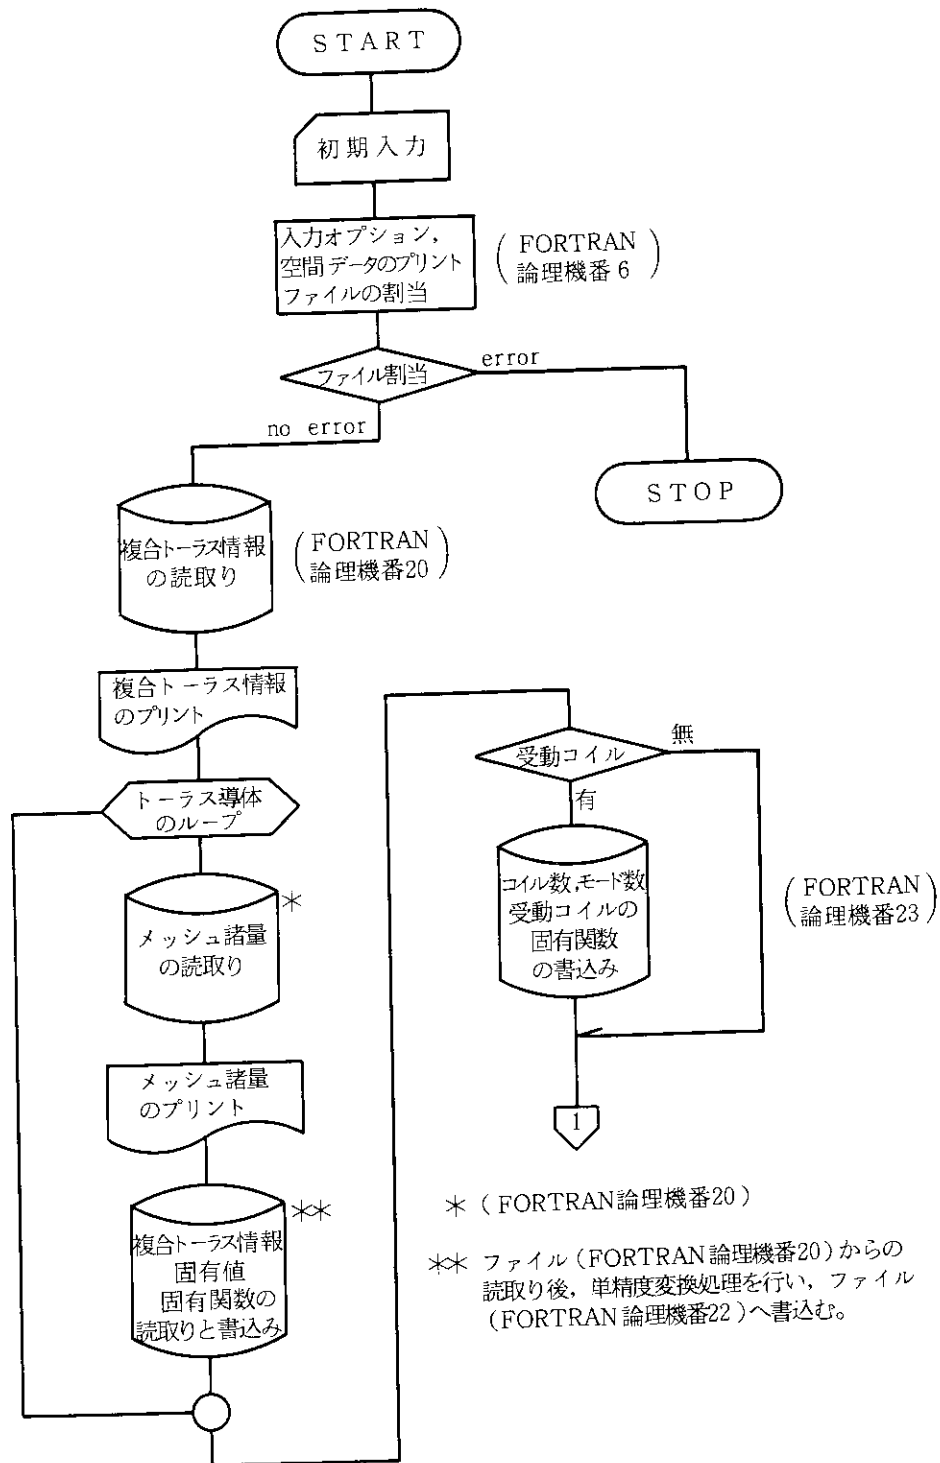 START
初期入力
入力オプション,
空間データのプリント
ファイルの割当
(FORTRAN
論理機番6)
ファイル割当
error
no error
STOP
複合トーラス情報
の読取り
(FORTRAN
論理機番20)
複合トーラス情報
のプリント
トーラス導体
のループ
メッシュ諸量
の読取り
*
メッシュ諸量
のプリント
複合トーラス情報
固有値
固有関数の
読取りと書込み
**
受動コイル
無
有
コイル数,モード数
受動コイルの
固有関数
の書込み
(FORTRAN
論理機番23)
1
* (FORTRAN論理機番20)
** ファイル(FORTRAN論理機番20)からの
読取り後,単精度変換処理を行い,ファイル
(FORTRAN論理機番22)へ書込む。